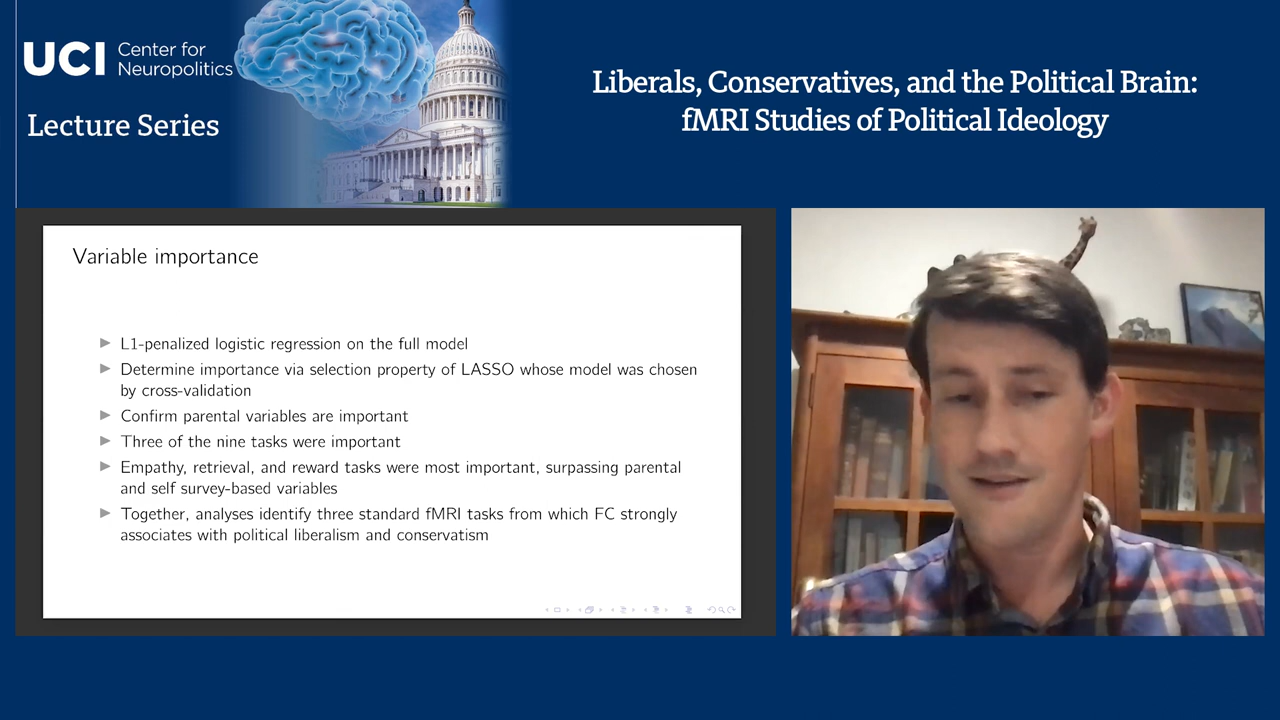 UCI Center for
Neuropolitics
Lecture Series
Liberals, Conservatives, and the Political Brain:
fMRI Studies of Political Ideology
Variable importance
L1-penalized logistic regression on the full model
Determine importance via selection property of LASSO whose model was chosen
by cross-validation
Confirm parental variables are important
Three of the nine tasks were important
Empathy, retrieval, and reward tasks were most important, surpassing parental
and self survey-based variables
Together, analyses identify three standard fMRI tasks from which FC strongly
associates with political liberalism and conservatism